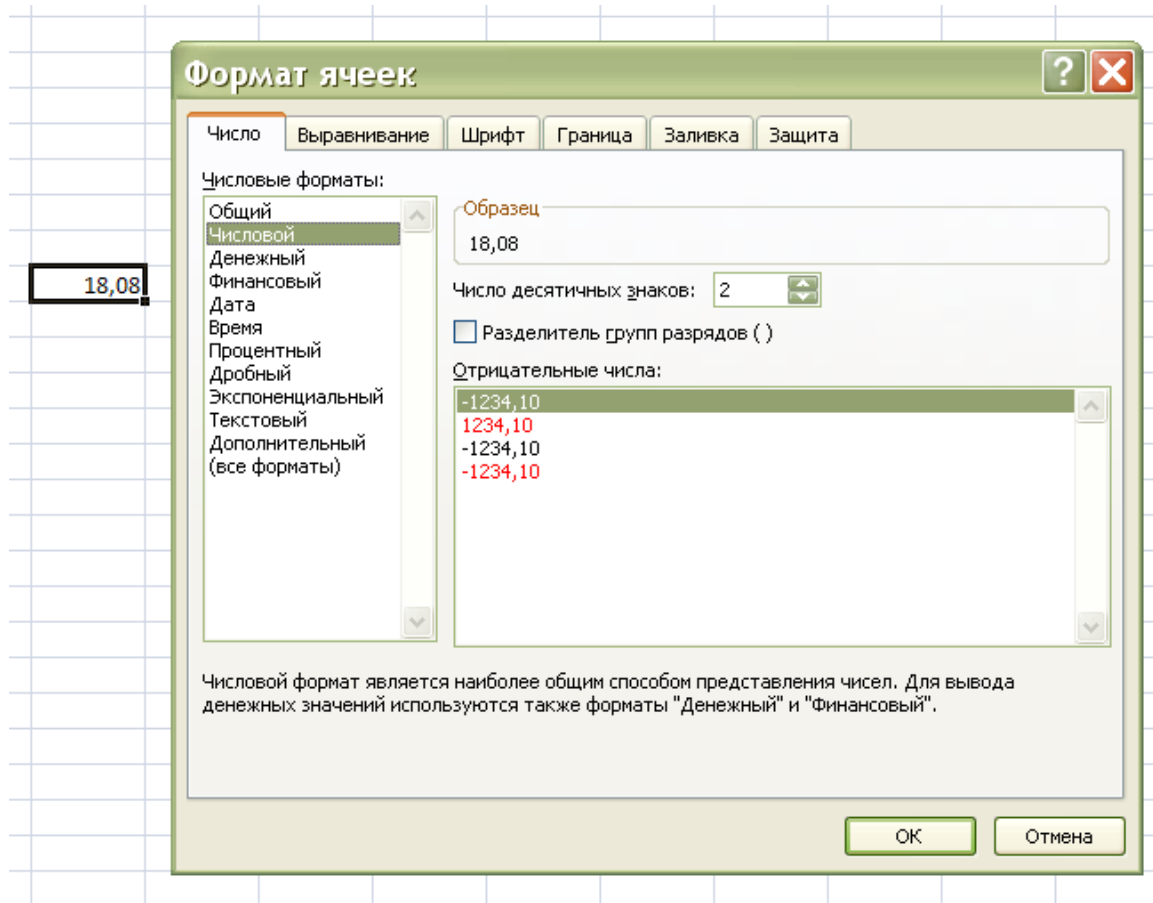 Формат ячеек
Число Выравнивание Шрифт Граница Заливка Защита
Числовые форматы:
Общий
Числовой
Денежный
Финансовый
Дата
Время
Процентный
Дробный
Экспоненциальный
Текстовый
Дополнительный
(все форматы)
Образец
18,08
18,08
Число десятичных знаков: 2
Разделитель групп разрядов ( )
Отрицательные числа:
-1234,10
1234,10
-1234,10
-1234,10
Числовой формат является наиболее общим способом представления чисел. Для вывода
денежных значений используются также форматы "Денежный" и "Финансовый".
ОК Отмена